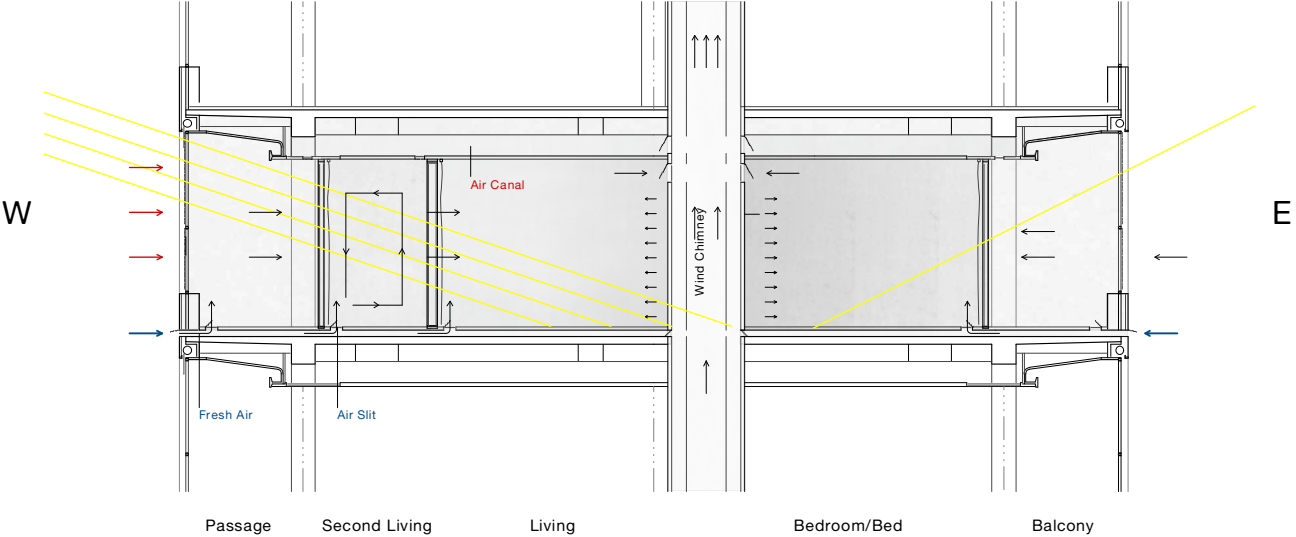 Air Canal
W
E
Wind Chimney
Fresh Air
Air Slit
Passage
Second Living
Living
Bedroom/Bed
Balcony